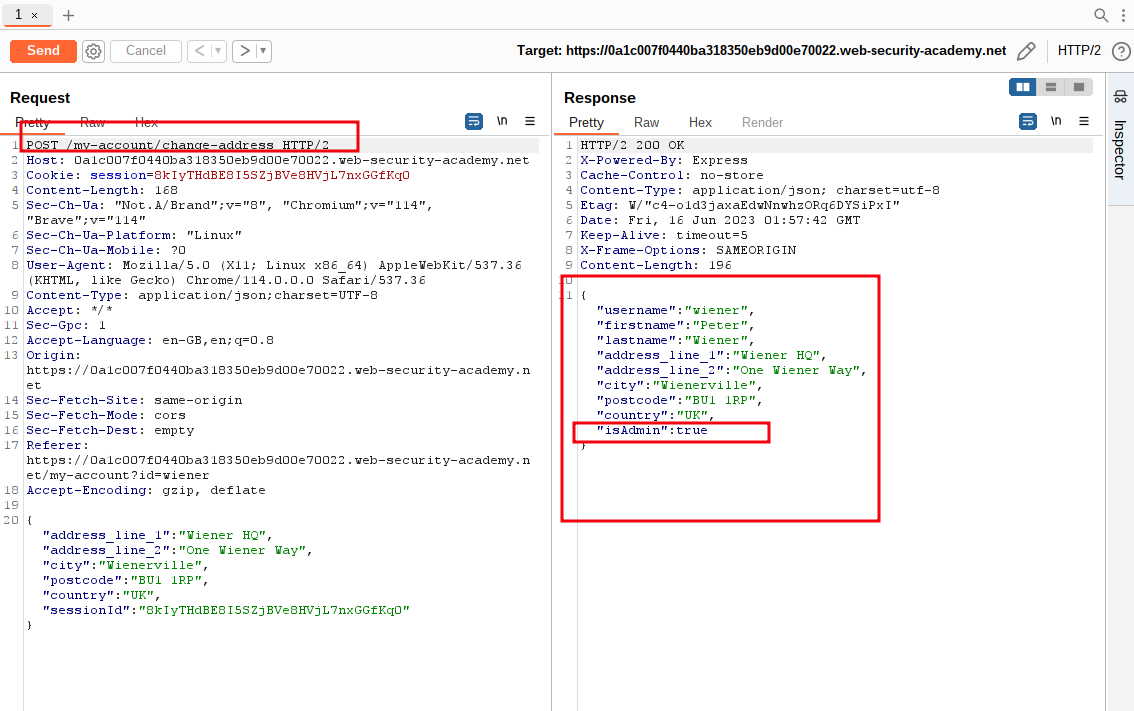 1 ×
+
Send
Cancel
Target: https://0a1c007f0440ba318350eb9d00e70022.web-security-academy.net
HTTP/2
Request
Pretty Raw Hex \n
1 POST /my-account/change-address HTTP/2
2 Host: 0a1c007f0440ba318350eb9d00e70022.web-security-academy.net
3 Cookie: session=8kIyTHdBE8I5SZjBVe8HVjL7nxGGfKqO
4 Content-Length: 168
5 Sec-Ch-Ua: "Not.A/Brand";v="8", "Chromium";v="114",
"Brave";v="114"
6 Sec-Ch-Ua-Platform: "Linux"
7 Sec-Ch-Ua-Mobile: ?0
8 User-Agent: Mozilla/5.0 (X11; Linux x86_64) AppleWebKit/537.36
(KHTML, like Gecko) Chrome/114.0.0.0 Safari/537.36
9 Content-Type: application/json;charset=UTF-8
10 Accept: */*
11 Sec-Gpc: 1
12 Accept-Language: en-GB,en;q=0.8
13 Origin:
https://0a1c007f0440ba318350eb9d00e70022.web-security-academy.n
et
14 Sec-Fetch-Site: same-origin
15 Sec-Fetch-Mode: cors
16 Sec-Fetch-Dest: empty
17 Referer:
https://0a1c007f0440ba318350eb9d00e70022.web-security-academy.n
et/my-account?id=wiener
18 Accept-Encoding: gzip, deflate
19
20 {
"address_line_1":"Wiener HQ",
"address_line_2":"One Wiener Way",
"city":"Wienerville",
"postcode":"BU1 1RP",
"country":"UK",
"sessionId":"8kIyTHdBE8I5SZjBVe8HVjL7nxGGfKqO"
}
Response
Pretty Raw Hex Render \n
1 HTTP/2 200 OK
2 X-Powered-By: Express
3 Cache-Control: no-store
4 Content-Type: application/json; charset=utf-8
5 Etag: W/"c4-o1d3jaxaEdwNnwhzORq6DYSiPxI"
6 Date: Fri, 16 Jun 2023 01:57:42 GMT
7 Keep-Alive: timeout=5
8 X-Frame-Options: SAMEORIGIN
9 Content-Length: 196
10
11 {
"username":"wiener",
"firstname":"Peter",
"lastname":"Wiener",
"address_line_1":"Wiener HQ",
"address_line_2":"One Wiener Way",
"city":"Wienerville",
"postcode":"BU1 1RP",
"country":"UK",
"isAdmin":true
}
Inspector